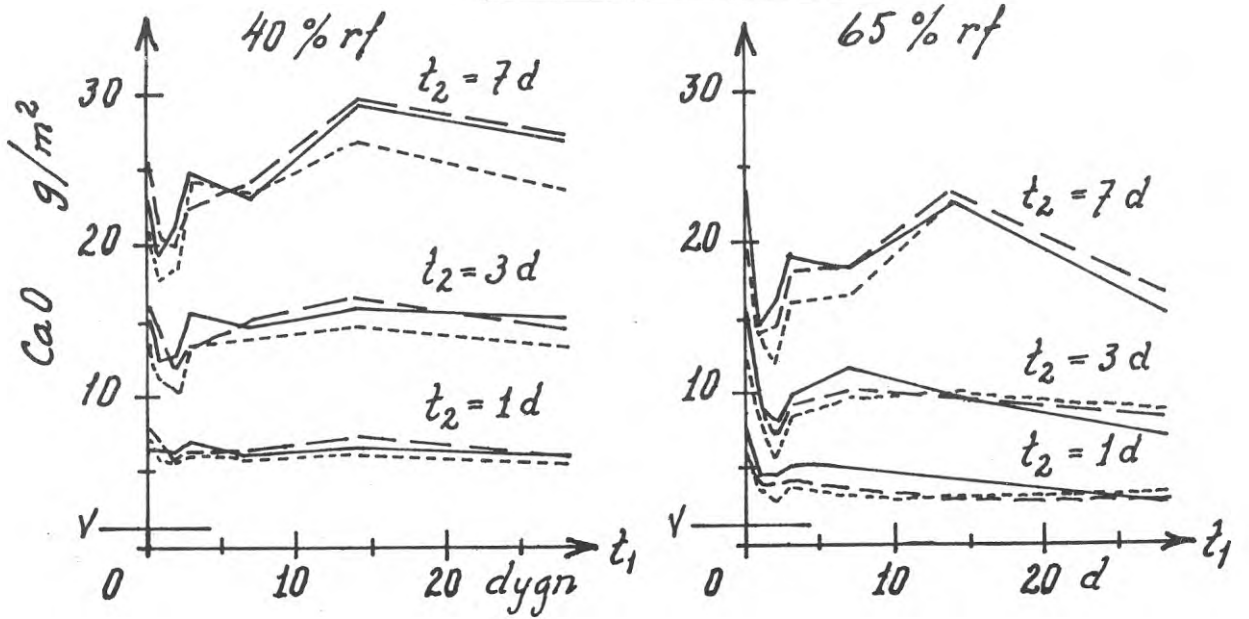 40 % rf
CaO g/m²
30
20
10
t₂ = 7 d
t₂ = 3 d
t₂ = 1 d
V
0 10 20 dygn t₁
65 % rf
30
20
10
t₂ = 7 d
t₂ = 3 d
t₂ = 1 d
V
0 10 20 d t₁